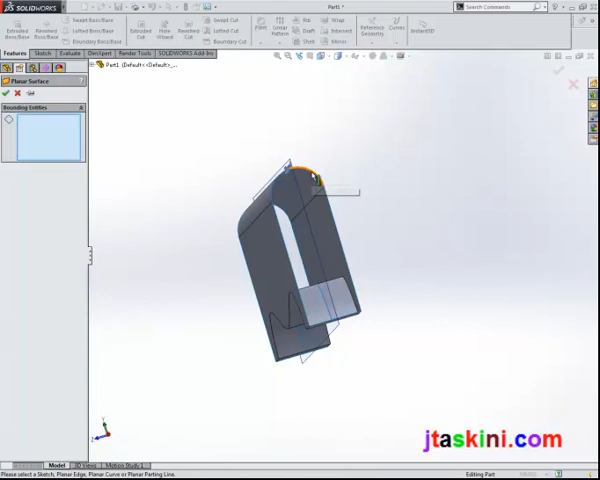 SOLIDWORKS
Part1 *
Search Commands
Extruded Boss/Base
Revolved Boss/Base
Swept Boss/Base
Lofted Boss/Base
Boundary Boss/Base
Extruded Cut
Hole Wizard
Revolved Cut
Swept Cut
Lofted Cut
Boundary Cut
Fillet
Linear Pattern
Rib
Draft
Shell
Wrap
Intersect
Mirror
Reference Geometry
Curves
Instant3D
Features
Sketch
Evaluate
DimXpert
Render Tools
SOLIDWORKS Add-Ins
Part1 (Default<<Default>_...
Planar Surface
Bounding Entities
jtaskini.com
Model
3D Views
Motion Study 1
Please select a Sketch, Planar Edge, Planar Curve or Planar Parting Line.
Editing Part